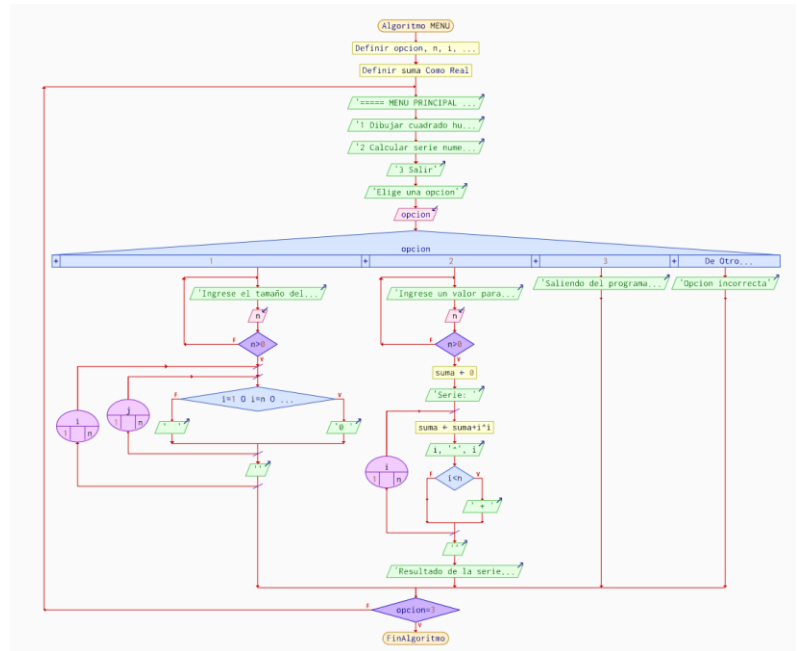 Algoritmo MENU
Definir opcion, n, i, ...
Definir suma Como Real
'===== MENU PRINCIPAL ...
'1 Dibujar cuadrado hu...
'2 Calcular serie nume...
'3 Salir'
'Elige una opcion'
opcion
opcion
+ 1 + 2 + 3 + De Otro...
'Ingrese el tamaño del...
n
n>0
F
V
i
1 n
j
1 n
i=1 O i=n O ...
F
V
' '
'0 '
''
'Ingrese un valor para...
n
n>0
F
V
suma ← 0
'Serie: '
i
1 n
suma ← suma+i^i
i, '^', i
i<n
F
V
' + '
''
'Resultado de la serie...
'Saliendo del programa...
'Opcion incorrecta'
opcion=3
F
V
FinAlgoritmo